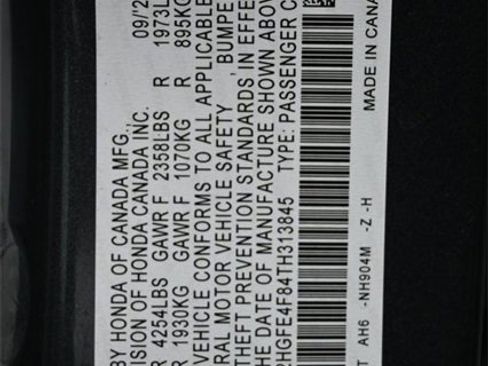 BY HONDA OF CANADA MFG., 09/2
ISION OF HONDA CANADA INC.
R 4254LBS GAWR F 2358LBS R 1973L
R 1930KG GAWR F 1070KG R 895KG
VEHICLE CONFORMS TO ALL APPLICABLE
RAL MOTOR VEHICLE SAFETY , BUMPE
THEFT PREVENTION STANDARDS IN EFFE
HE DATE OF MANUFACTURE SHOWN ABOV
2HGFE4F84TH313845 TYPE: PASSENGER C
T AH6 -NH904M -Z -H MADE IN CANA